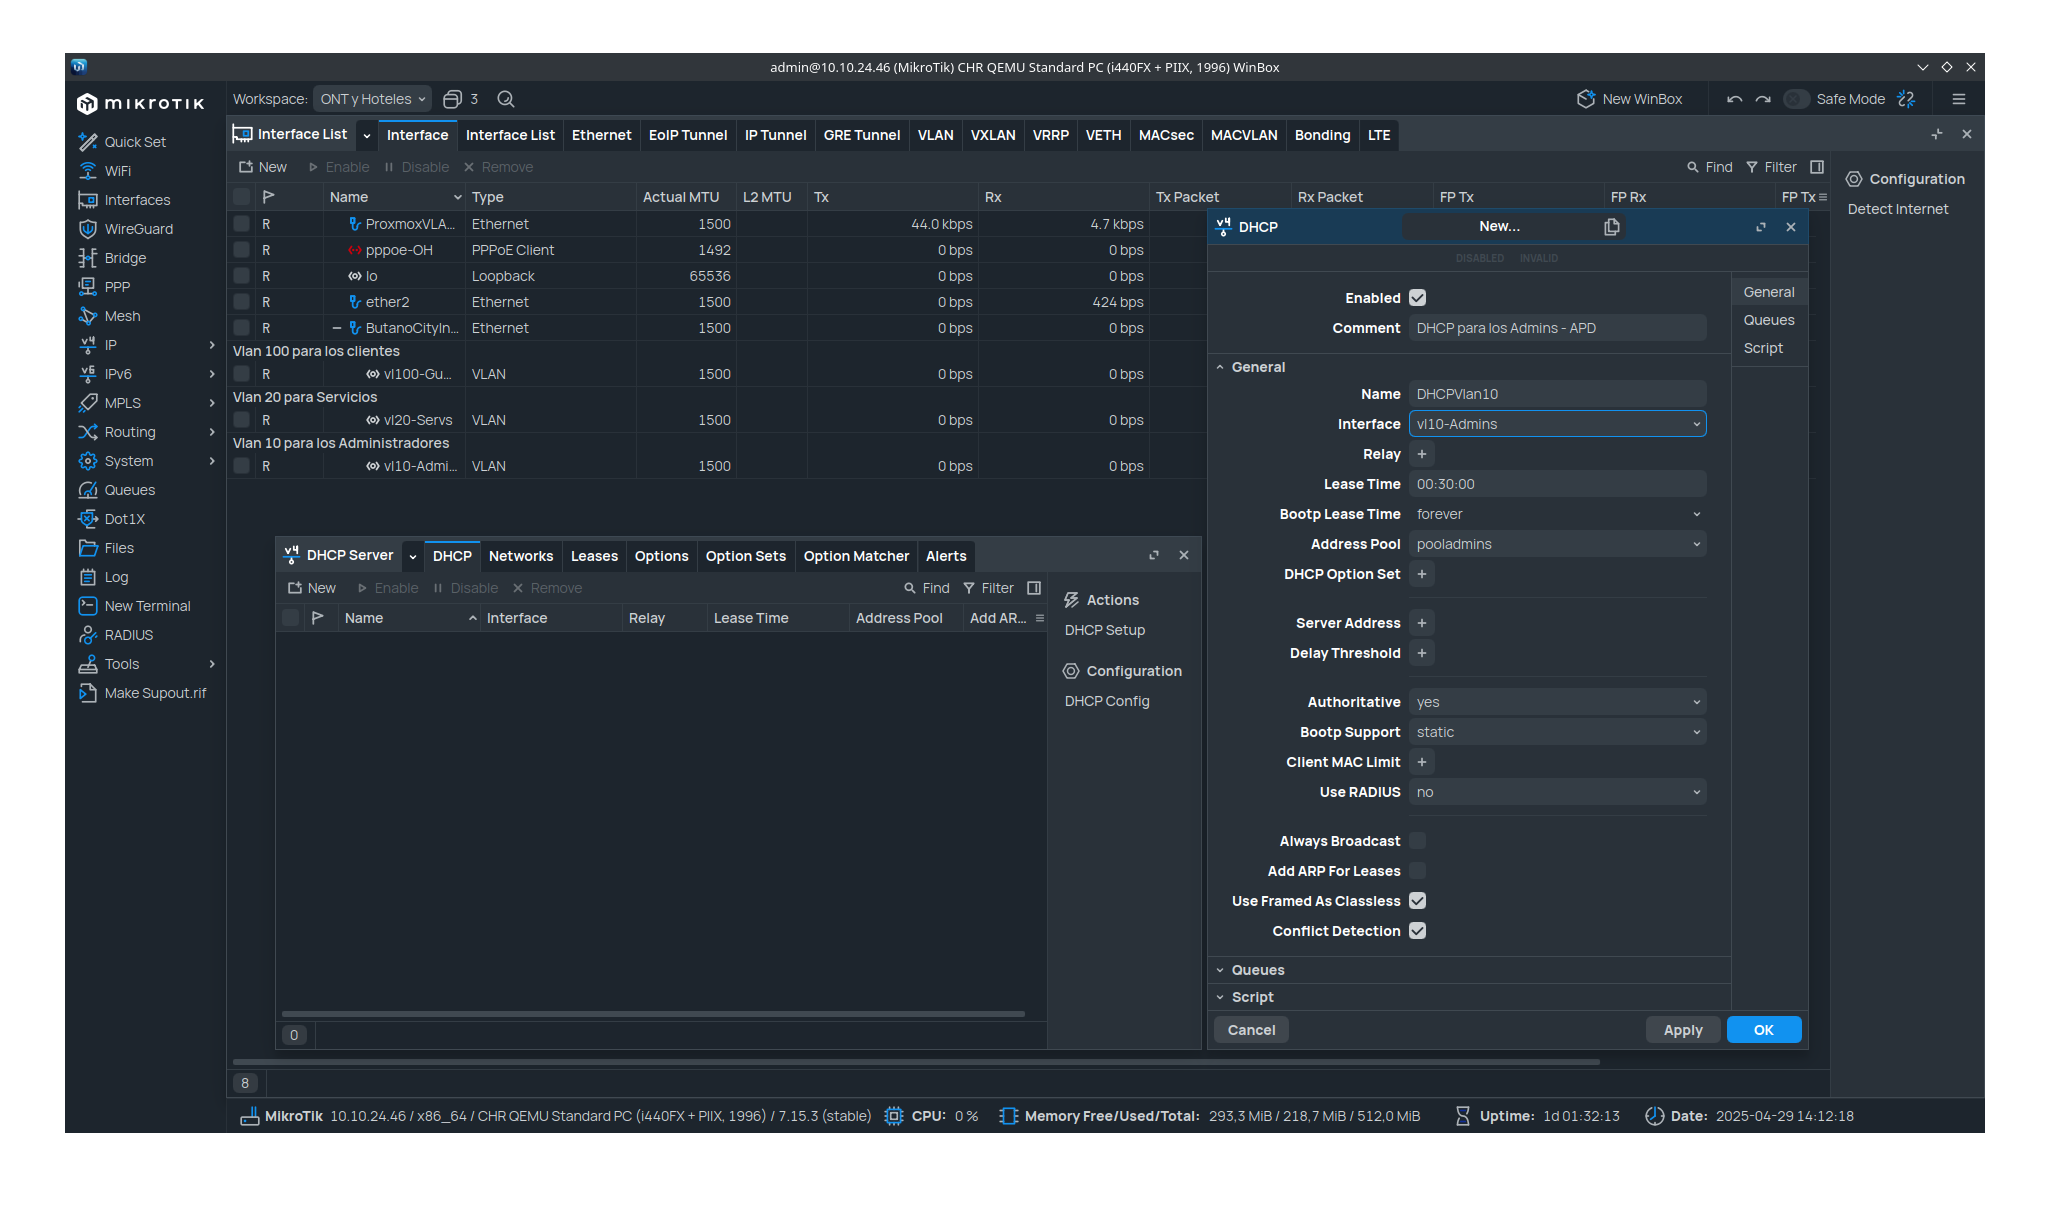 admin@10.10.24.46 (MikroTik) CHR QEMU Standard PC (i440FX + PIIX, 1996) WinBox
MIKROTIK
Workspace: ONT y Hoteles 3
New WinBox Safe Mode
Quick Set
WiFi
Interfaces
WireGuard
Bridge
PPP
Mesh
IP
IPv6
MPLS
Routing
System
Queues
Dot1X
Files
Log
New Terminal
RADIUS
Tools
Make Supout.rif
Interface List Interface Interface List Ethernet EoIP Tunnel IP Tunnel GRE Tunnel VLAN VXLAN VRRP VETH MACsec MACVLAN Bonding LTE
New Enable Disable Remove Find Filter
Name Type Actual MTU L2 MTU Tx Rx Tx Packet Rx Packet FP Tx FP Rx FP Tx
R ProxmoxVLA... Ethernet 1500 44.0 kbps 4.7 kbps
R pppoe-OH PPPoE Client 1492 0 bps 0 bps
R lo Loopback 65536 0 bps 0 bps
R ether2 Ethernet 1500 0 bps 424 bps
R ButanoCityIn... Ethernet 1500 0 bps 0 bps
Vlan 100 para los clientes
R vl100-Gu... VLAN 1500 0 bps 0 bps
Vlan 20 para Servicios
R vl20-Servs VLAN 1500 0 bps 0 bps
Vlan 10 para los Administradores
R vl10-Admi... VLAN 1500 0 bps 0 bps
Configuration
Detect Internet
DHCP Server DHCP Networks Leases Options Option Sets Option Matcher Alerts
New Enable Disable Remove Find Filter
Name Interface Relay Lease Time Address Pool Add AR...
Actions
DHCP Setup
Configuration
DHCP Config
0
8
DHCP New...
DISABLED INVALID
General
Queues
Script
Enabled
Comment DHCP para los Admins - APD
General
Name DHCPVlan10
Interface vl10-Admins
Relay +
Lease Time 00:30:00
Bootp Lease Time forever
Address Pool pooladmins
DHCP Option Set +
Server Address +
Delay Threshold +
Authoritative yes
Bootp Support static
Client MAC Limit +
Use RADIUS no
Always Broadcast
Add ARP For Leases
Use Framed As Classless
Conflict Detection
Queues
Script
Cancel Apply OK
MikroTik 10.10.24.46 / x86_64 / CHR QEMU Standard PC (i440FX + PIIX, 1996) / 7.15.3 (stable) CPU: 0 % Memory Free/Used/Total: 293,3 MiB / 218,7 MiB / 512,0 MiB Uptime: 1d 01:32:13 Date: 2025-04-29 14:12:18